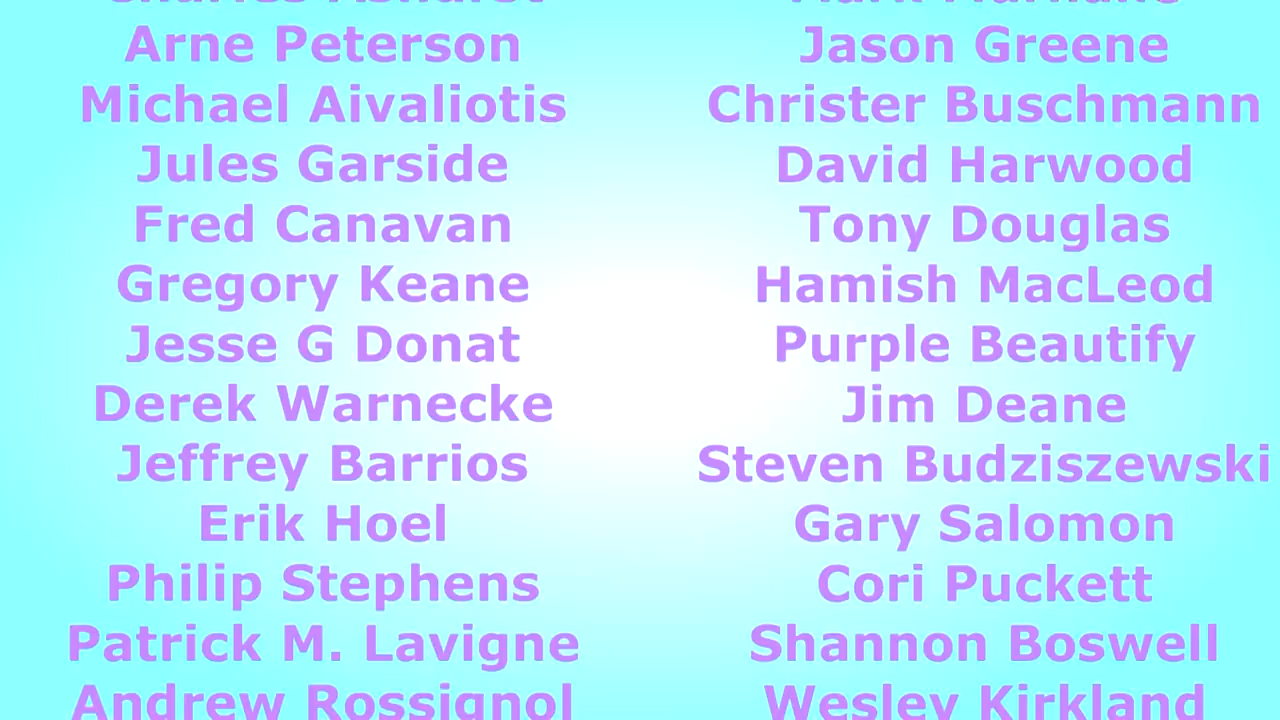 Arne Peterson
Jason Greene
Michael Aivaliotis
Christer Buschmann
Jules Garside
David Harwood
Fred Canavan
Tony Douglas
Gregory Keane
Hamish MacLeod
Jesse G Donat
Purple Beautify
Derek Warnecke
Jim Deane
Jeffrey Barrios
Steven Budziszewski
Erik Hoel
Gary Salomon
Philip Stephens
Cori Puckett
Patrick M. Lavigne
Shannon Boswell
Andrew Rossignol
Wesley Kirkland